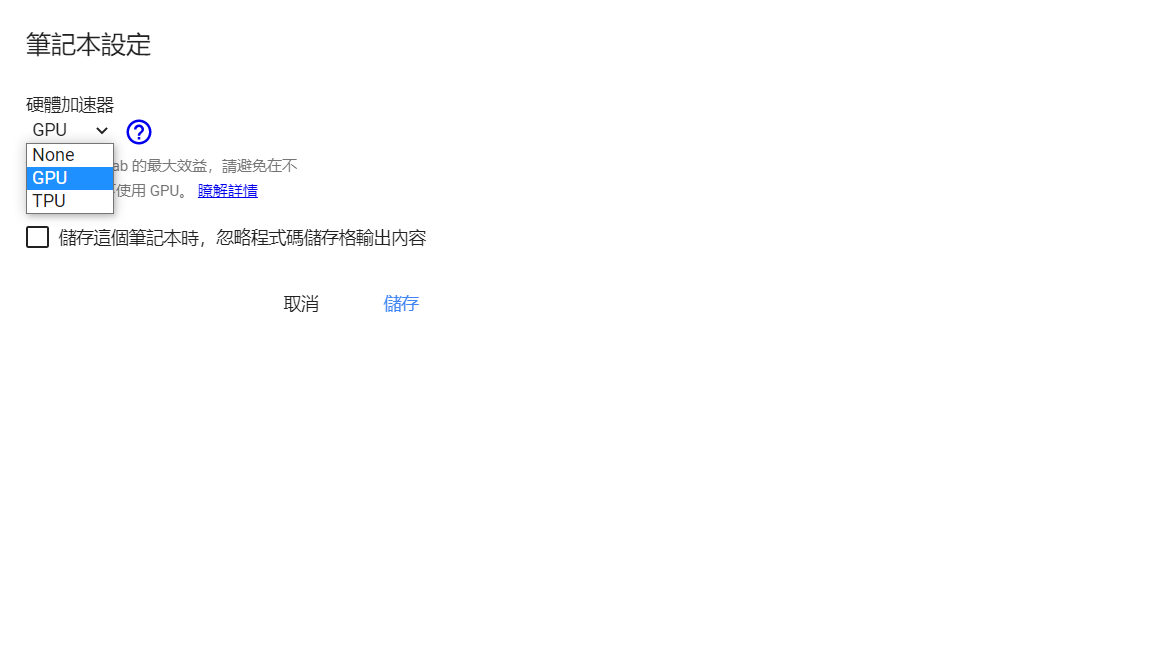 筆記本設定
硬體加速器
GPU
None
GPU
TPU
ab 的最大效益，請避免在不
使用 GPU。 瞭解詳情
儲存這個筆記本時，忽略程式碼儲存格輸出內容
取消 儲存